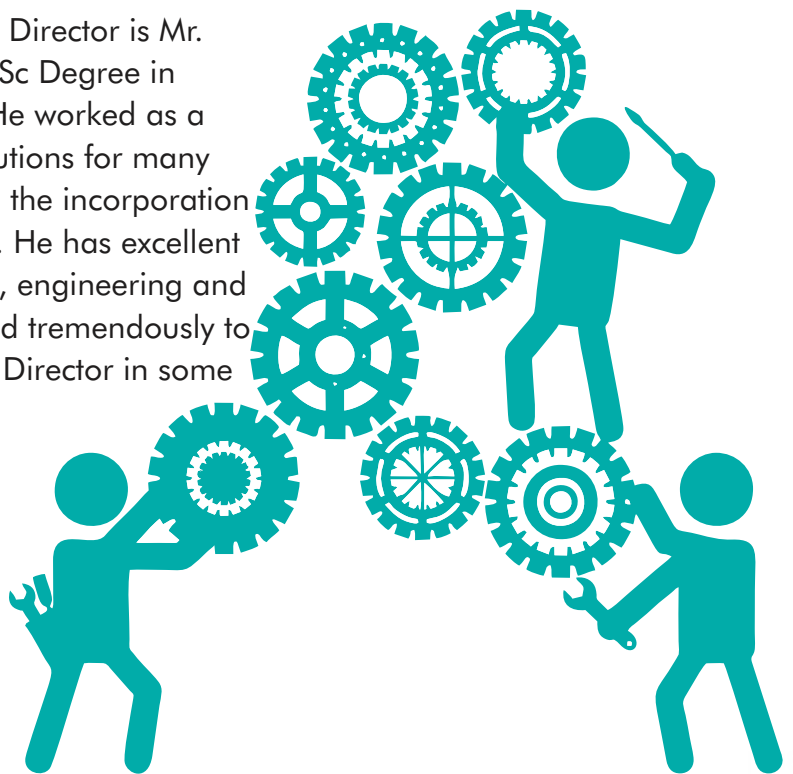 Director is Mr.
Sc Degree in
He worked as a
utions for many
the incorporation
. He has excellent
, engineering and
d tremendously to
Director in some